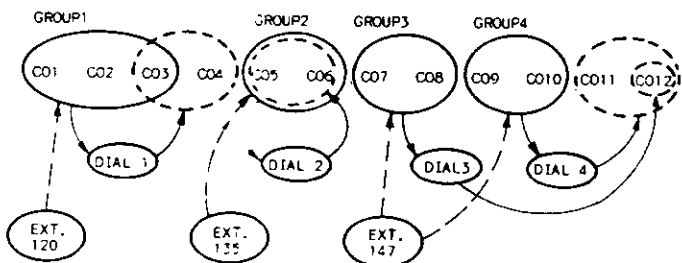 GROUP1 GROUP2 GROUP3 GROUP4
CO1 CO2 CO3 CO4 CO5 CO6 CO7 CO8 CO9 CO10 CO11 CO12
DIAL 1 DIAL 2 DIAL3 DIAL 4
EXT.
120
EXT.
135
EXT.
147